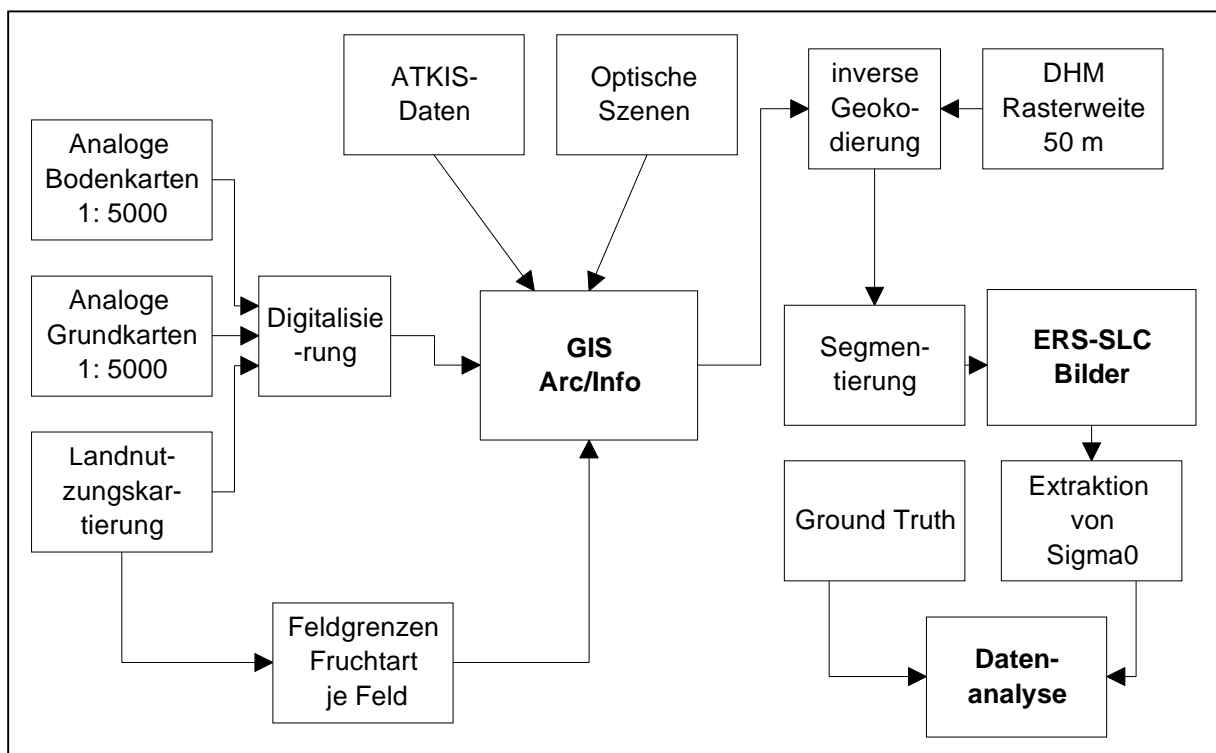 ATKIS-
Daten
Optische
Szenen
inverse
Geoko-
dierung
DHM
Rasterweite
50 m
Analoge
Bodenkarten
1: 5000
Analoge
Grundkarten
1: 5000
Digitalisie
-rung
GIS
Arc/Info
Segmen-
tierung
ERS-SLC
Bilder
Landnut-
zungskar-
tierung
Ground Truth
Extraktion
von
Sigma0
Feldgrenzen
Fruchtart
je Feld
Daten-
analyse